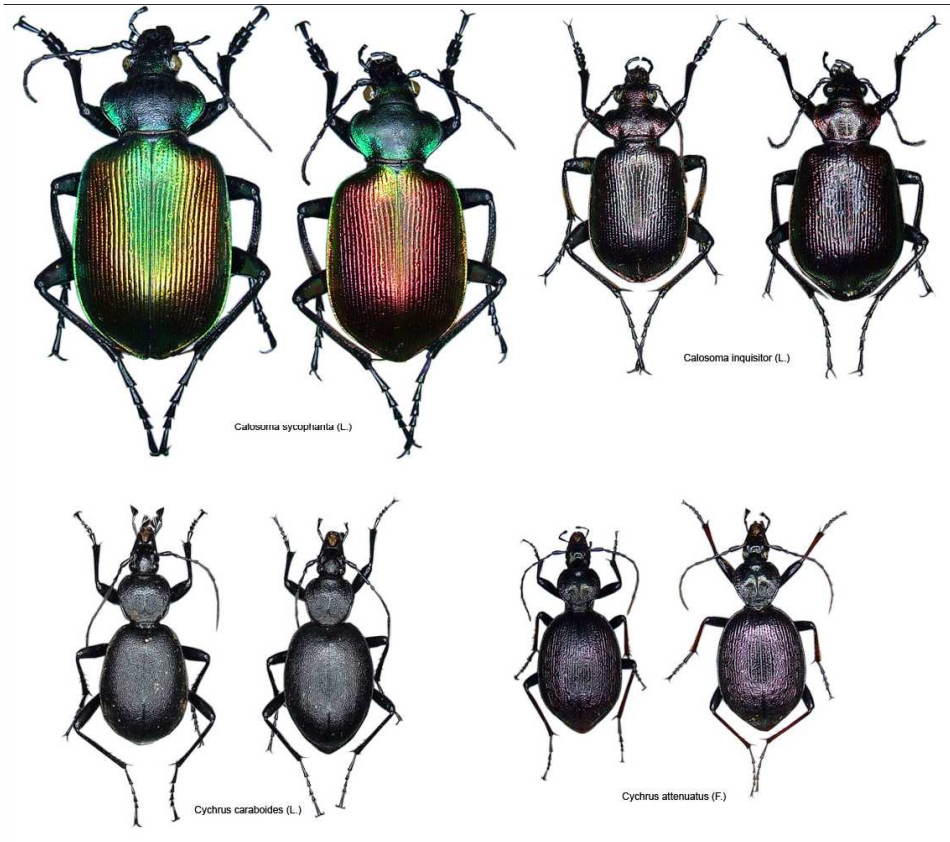 Calosoma inquisitor (L.)
Calosoma sycophanta (L.)
Cychrus caraboides (L.)
Cychrus attenuatus (F.)